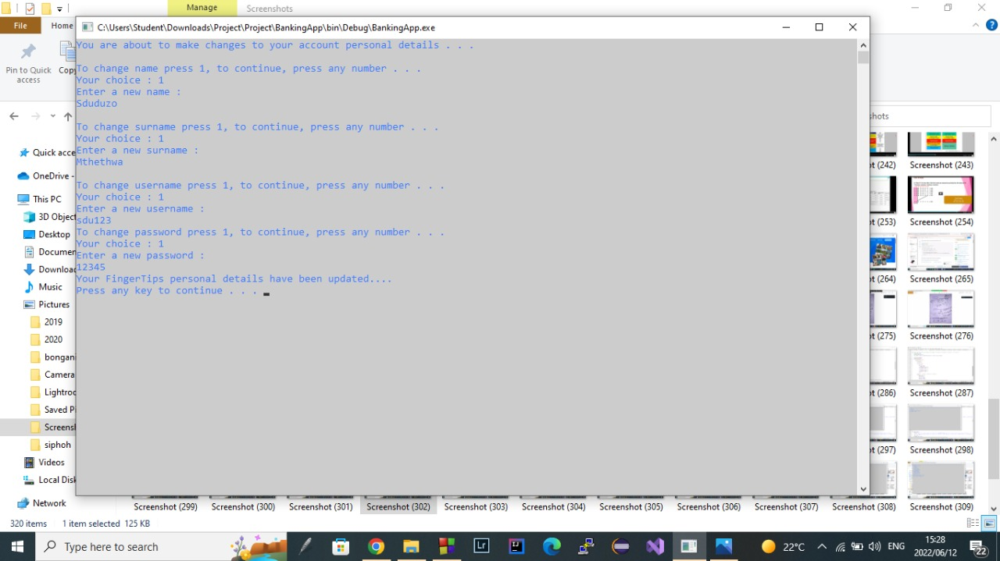 Manage
Screenshots
File
Home
C:\Users\Student\Downloads\Project\Project\BankingApp\bin\Debug\BankingApp.exe
Pin to Quick
access
Copy
You are about to make changes to your account personal details . . .
To change name press 1, to continue, press any number . . .
Your choice : 1
Enter a new name :
Sduduzo
To change surname press 1, to continue, press any number . . .
Your choice : 1
Enter a new surname :
Mthethwa
To change username press 1, to continue, press any number . . .
Your choice : 1
Enter a new username :
sdu123
To change password press 1, to continue, press any number . . .
Your choice : 1
Enter a new password :
12345
Your FingerTips personal details have been updated....
Press any key to continue . . .
Quick acce
OneDrive -
This PC
3D Object
Desktop
Documen
Downloac
Music
Pictures
2019
2020
bongan
Camera
Lightroo
Saved P
Screensh
siphoh
Videos
Local Disk
Network
shots
t (242)
Screenshot (243)
t (253)
Screenshot (254)
t (264)
Screenshot (265)
t (275)
Screenshot (276)
t (286)
Screenshot (287)
t (297)
Screenshot (298)
Screenshot (299)
Screenshot (300)
Screenshot (301)
Screenshot (302)
Screenshot (303)
Screenshot (304)
Screenshot (305)
Screenshot (306)
Screenshot (307)
Screenshot (308)
Screenshot (309)
320 items
1 item selected 125 KB
Type here to search
Lr
22°C
ENG
15:28
2022/06/12
22